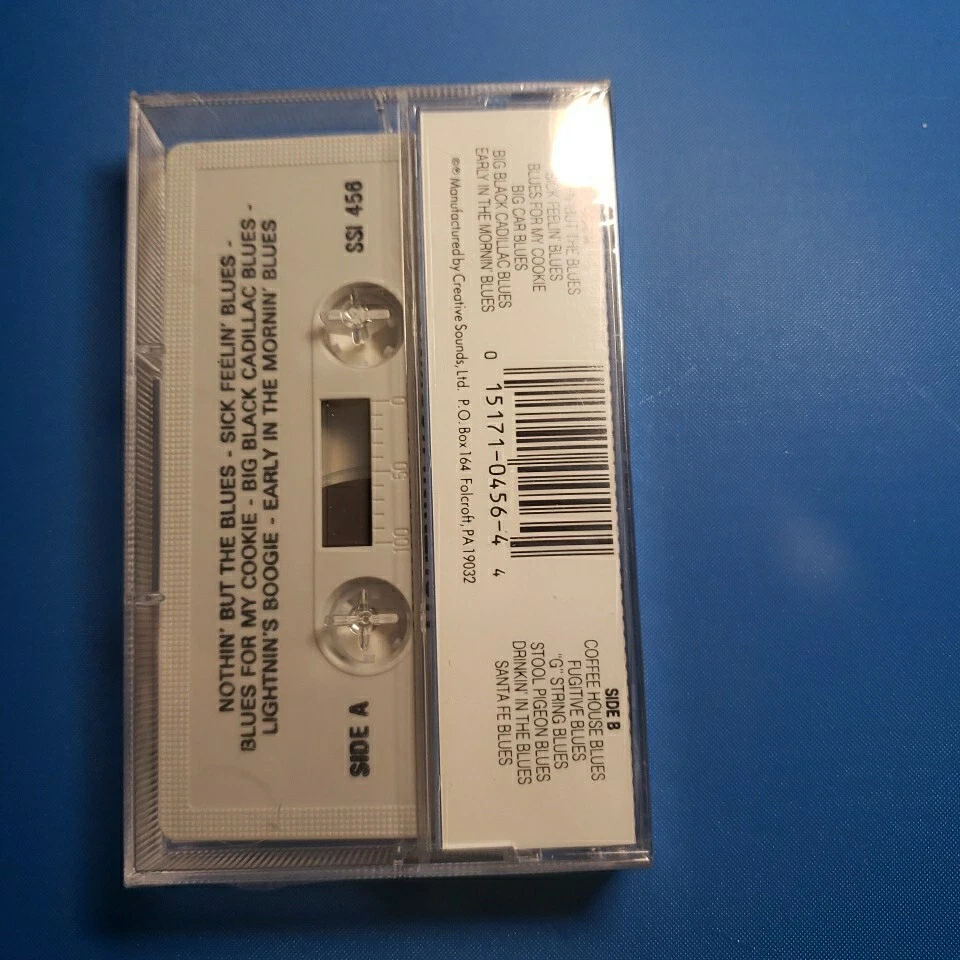 SSI 456
NOTHIN' BUT THE BLUES - SICK FEELIN' BLUES -
BLUES FOR MY COOKIE - BIG BLACK CADILLAC BLUES -
LIGHTNIN'S BOOGIE - EARLY IN THE MORNIN' BLUES
SIDE A
0 50 100
BUT THE BLUES
SICK FEELIN' BLUES
BLUES FOR MY COOKIE
BIG CAR BLUES
BIG BLACK CADILLAC BLUES
EARLY IN THE MORNIN' BLUES
0 15171-0456-4 4
SIDE B
COFFEE HOUSE BLUES
FUGITIVE BLUES
"G" STRING BLUES
STOOL PIGEON BLUES
DRINKIN' IN THE BLUES
SANTA FE BLUES
©℗ Manufactured by Creative Sounds, Ltd. P.O. Box 164 Folcroft, PA 19032